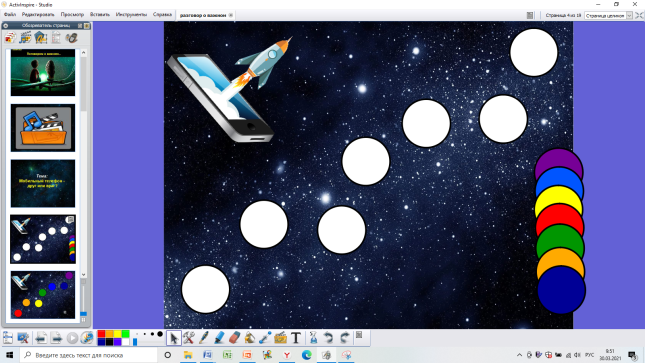 ActivInspire - Studio
Файл Редактировать Просмотр Вставить Инструменты Справка
разговор о важном
Страница 4 из 18
Страница целиком
Обозреватель страниц
Тема:
Мобильный телефон -
друг или враг?
Введите здесь текст для поиска
РУС
9:51
30.03.2021